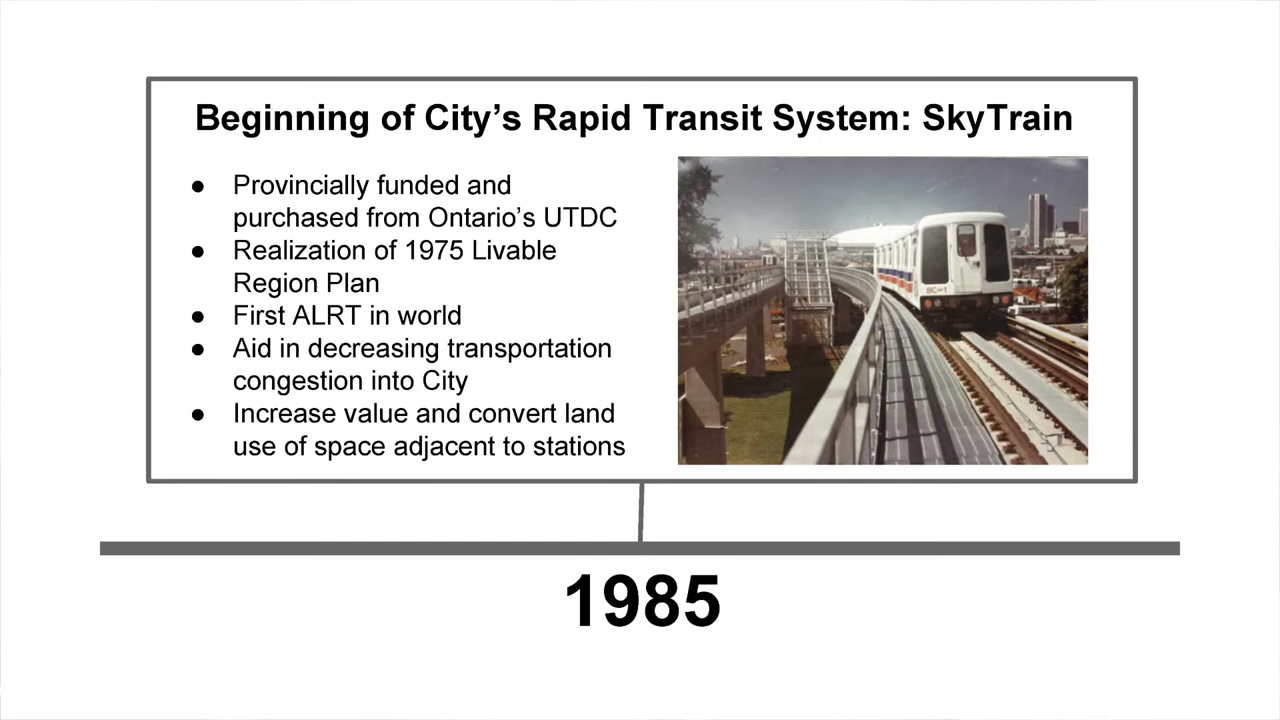 Beginning of City's Rapid Transit System: SkyTrain
● Provincially funded and
purchased from Ontario's UTDC
● Realization of 1975 Livable
Region Plan
● First ALRT in world
● Aid in decreasing transportation
congestion into City
● Increase value and convert land
use of space adjacent to stations
BC-1
1985